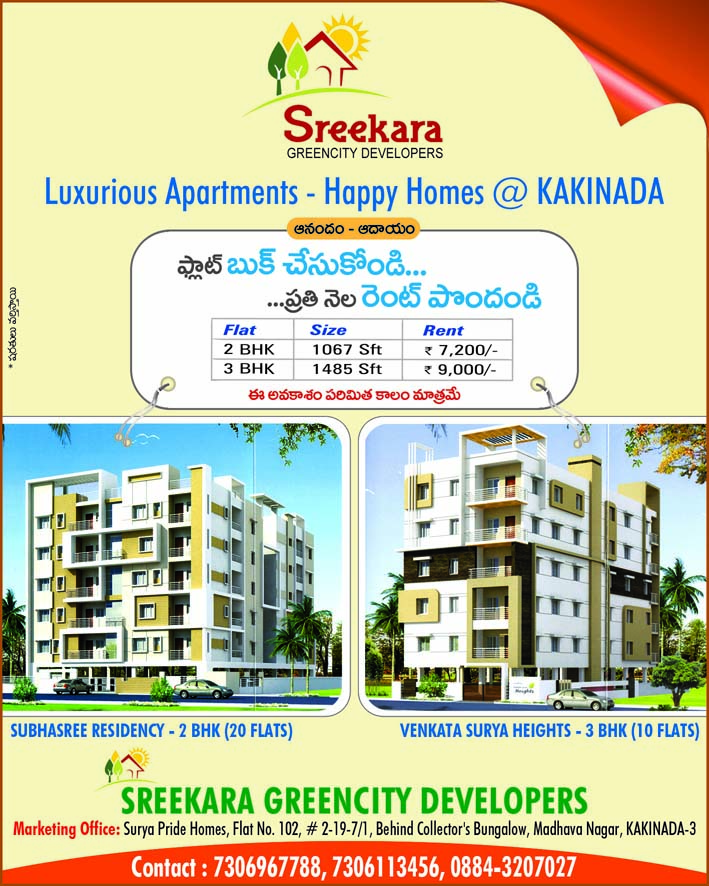 Sreekara
GREENCITY DEVELOPERS
Luxurious Apartments - Happy Homes @ KAKINADA
ఆనందం - ఆదాయం
ఫ్లాట్ బుక్ చేసుకోండి...
...ప్రతి నెల రెంట్ పొందండి
Flat Size Rent
2 BHK 1067 Sft ₹ 7,200/-
3 BHK 1485 Sft ₹ 9,000/-
ఈ అవకాశం పరిమిత కాలం మాత్రమే
* షరతులు వర్తిస్తాయి
Heights
SUBHASREE RESIDENCY - 2 BHK (20 FLATS)
VENKATA SURYA HEIGHTS - 3 BHK (10 FLATS)
SREEKARA GREENCITY DEVELOPERS
Marketing Office: Surya Pride Homes, Flat No. 102, # 2-19-7/1, Behind Collector's Bungalow, Madhava Nagar, KAKINADA-3
Contact : 7306967788, 7306113456, 0884-3207027